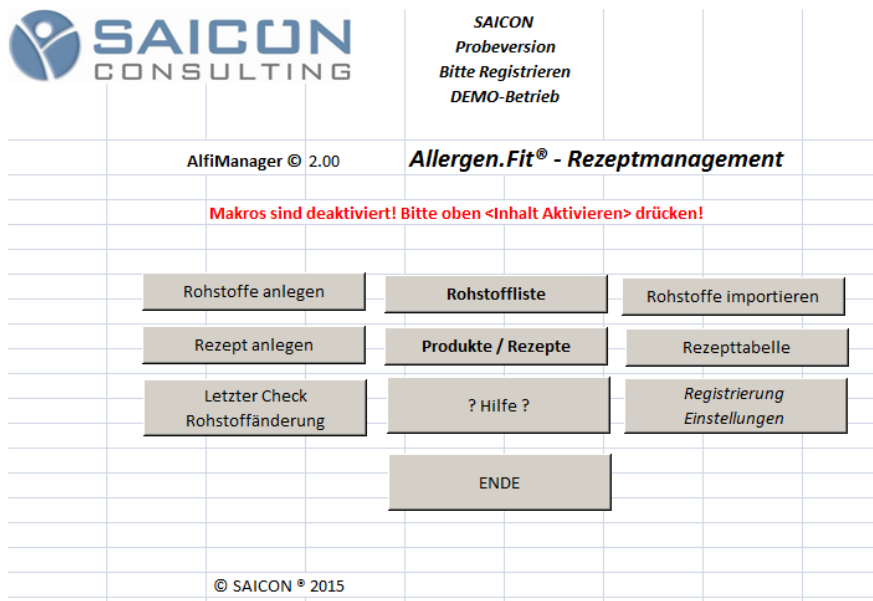 SAICON
CONSULTING
SAICON
Probeversion
Bitte Registrieren
DEMO-Betrieb
AlfiManager © 2.00
Allergen.Fit® - Rezeptmanagement
Makros sind deaktiviert! Bitte oben <Inhalt Aktivieren> drücken!
Rohstoffe anlegen
Rohstoffliste
Rohstoffe importieren
Rezept anlegen
Produkte / Rezepte
Rezepttabelle
Letzter Check
Rohstoffänderung
? Hilfe ?
Registrierung
Einstellungen
ENDE
© SAICON ® 2015